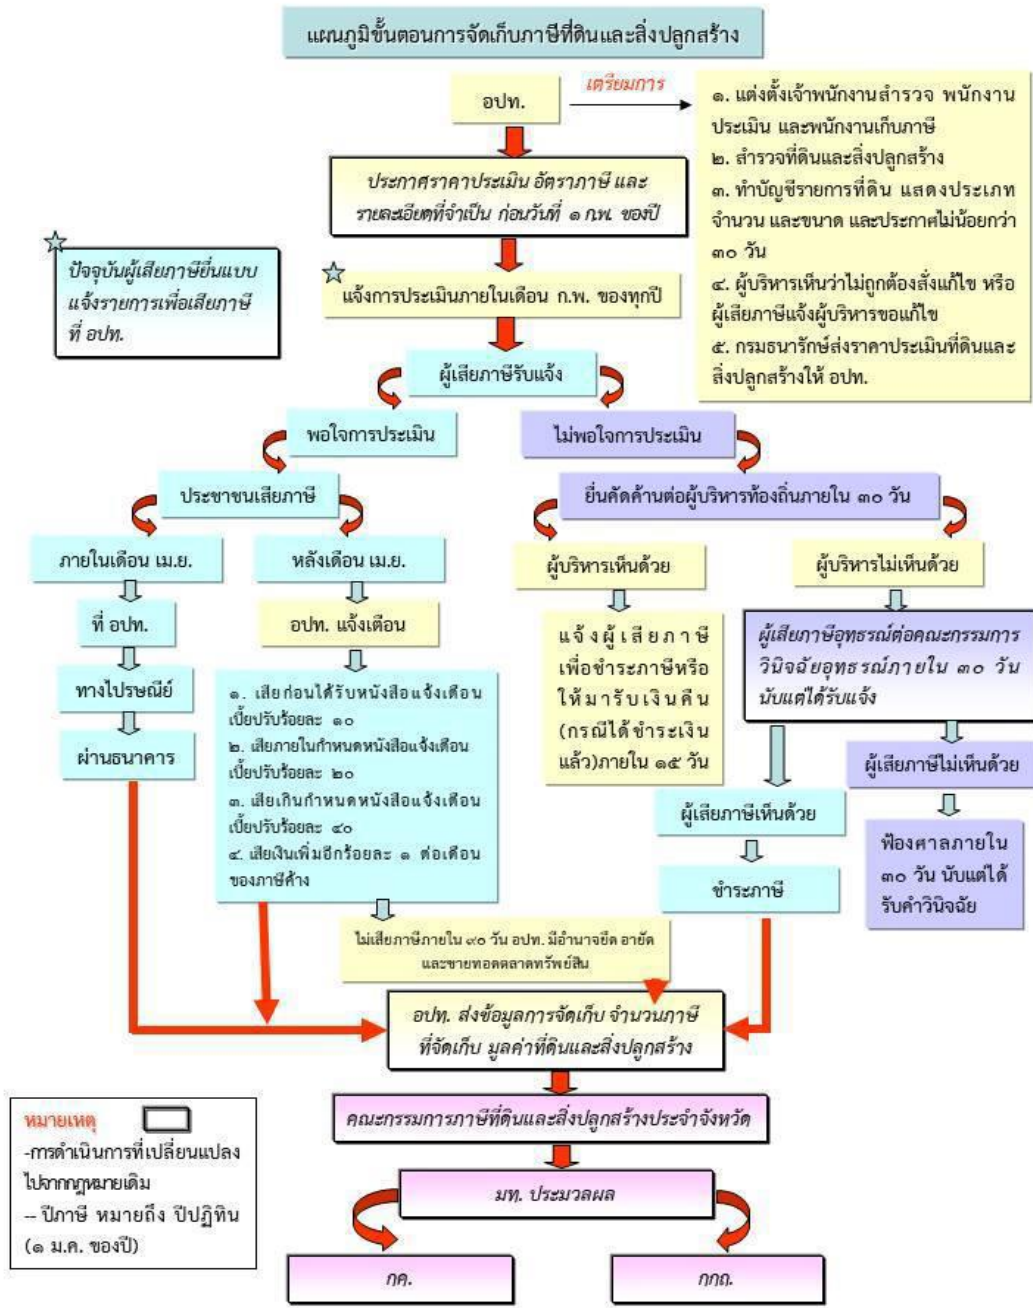 แผนภูมิขั้นตอนการจัดเก็บภาษีที่ดินและสิ่งปลูกสร้าง
อปท.
เตรียมการ
๑. แต่งตั้งเจ้าพนักงานสำรวจ พนักงาน
ประเมิน และพนักงานเก็บภาษี
๒. สำรวจที่ดินและสิ่งปลูกสร้าง
๓. ทำบัญชีรายการที่ดิน แสดงประเภท
จำนวน และขนาด และประกาศไม่น้อยกว่า
๓๐ วัน
๔. ผู้บริหารเห็นว่าไม่ถูกต้องสั่งแก้ไข หรือ
ผู้เสียภาษีแจ้งผู้บริหารขอแก้ไข
๕. กรมธนารักษ์ส่งราคาประเมินที่ดินและ
สิ่งปลูกสร้างให้ อปท.
ประกาศราคาประเมิน อัตราภาษี และ
รายละเอียดที่จำเป็น ก่อนวันที่ ๑ ก.พ. ของปี
ปัจจุบันผู้เสียภาษียื่นแบบ
แจ้งรายการเพื่อเสียภาษี
ที่ อปท.
แจ้งการประเมินภายในเดือน ก.พ. ของทุกปี
ผู้เสียภาษีรับแจ้ง
พอใจการประเมิน
ไม่พอใจการประเมิน
ประชาชนเสียภาษี
ยื่นคัดค้านต่อผู้บริหารท้องถิ่นภายใน ๓๐ วัน
ภายในเดือน เม.ย.
หลังเดือน เม.ย.
ผู้บริหารเห็นด้วย
ผู้บริหารไม่เห็นด้วย
ที่ อปท.
อปท. แจ้งเตือน
แจ้งผู้เสียภาษี
เพื่อชำระภาษีหรือ
ให้มารับเงินคืน
(กรณีได้ชำระเงิน
แล้ว)ภายใน ๑๕ วัน
ผู้เสียภาษีอุทธรณ์ต่อคณะกรรมการ
วินิจฉัยอุทธรณ์ภายใน ๓๐ วัน
นับแต่ได้รับแจ้ง
ทางไปรษณีย์
ผ่านธนาคาร
๑. เสียก่อนได้รับหนังสือแจ้งเตือน
เบี้ยปรับร้อยละ ๑๐
๒. เสียภายในกำหนดหนังสือแจ้งเตือน
เบี้ยปรับร้อยละ ๒๐
๓. เสียเกินกำหนดหนังสือแจ้งเตือน
เบี้ยปรับร้อยละ ๔๐
๔. เสียเงินเพิ่มอีกร้อยละ ๑ ต่อเดือน
ของภาษีค้าง
ผู้เสียภาษีไม่เห็นด้วย
ผู้เสียภาษีเห็นด้วย
ฟ้องศาลภายใน
๓๐ วัน นับแต่ได้
รับคำวินิจฉัย
ชำระภาษี
ไม่เสียภาษีภายใน ๙๐ วัน อปท. มีอำนาจยึด อายัด
และขายทอดตลาดทรัพย์สิน
อปท. ส่งข้อมูลการจัดเก็บ จำนวนภาษี
ที่จัดเก็บ มูลค่าที่ดินและสิ่งปลูกสร้าง
คณะกรรมการภาษีที่ดินและสิ่งปลูกสร้างประจำจังหวัด
มท. ประมวลผล
กค.
กกถ.
หมายเหตุ
-การดำเนินการที่เปลี่ยนแปลง
ไปจากกฎหมายเดิม
-- ปีภาษี หมายถึง ปีปฏิทิน
(๑ ม.ค. ของปี)